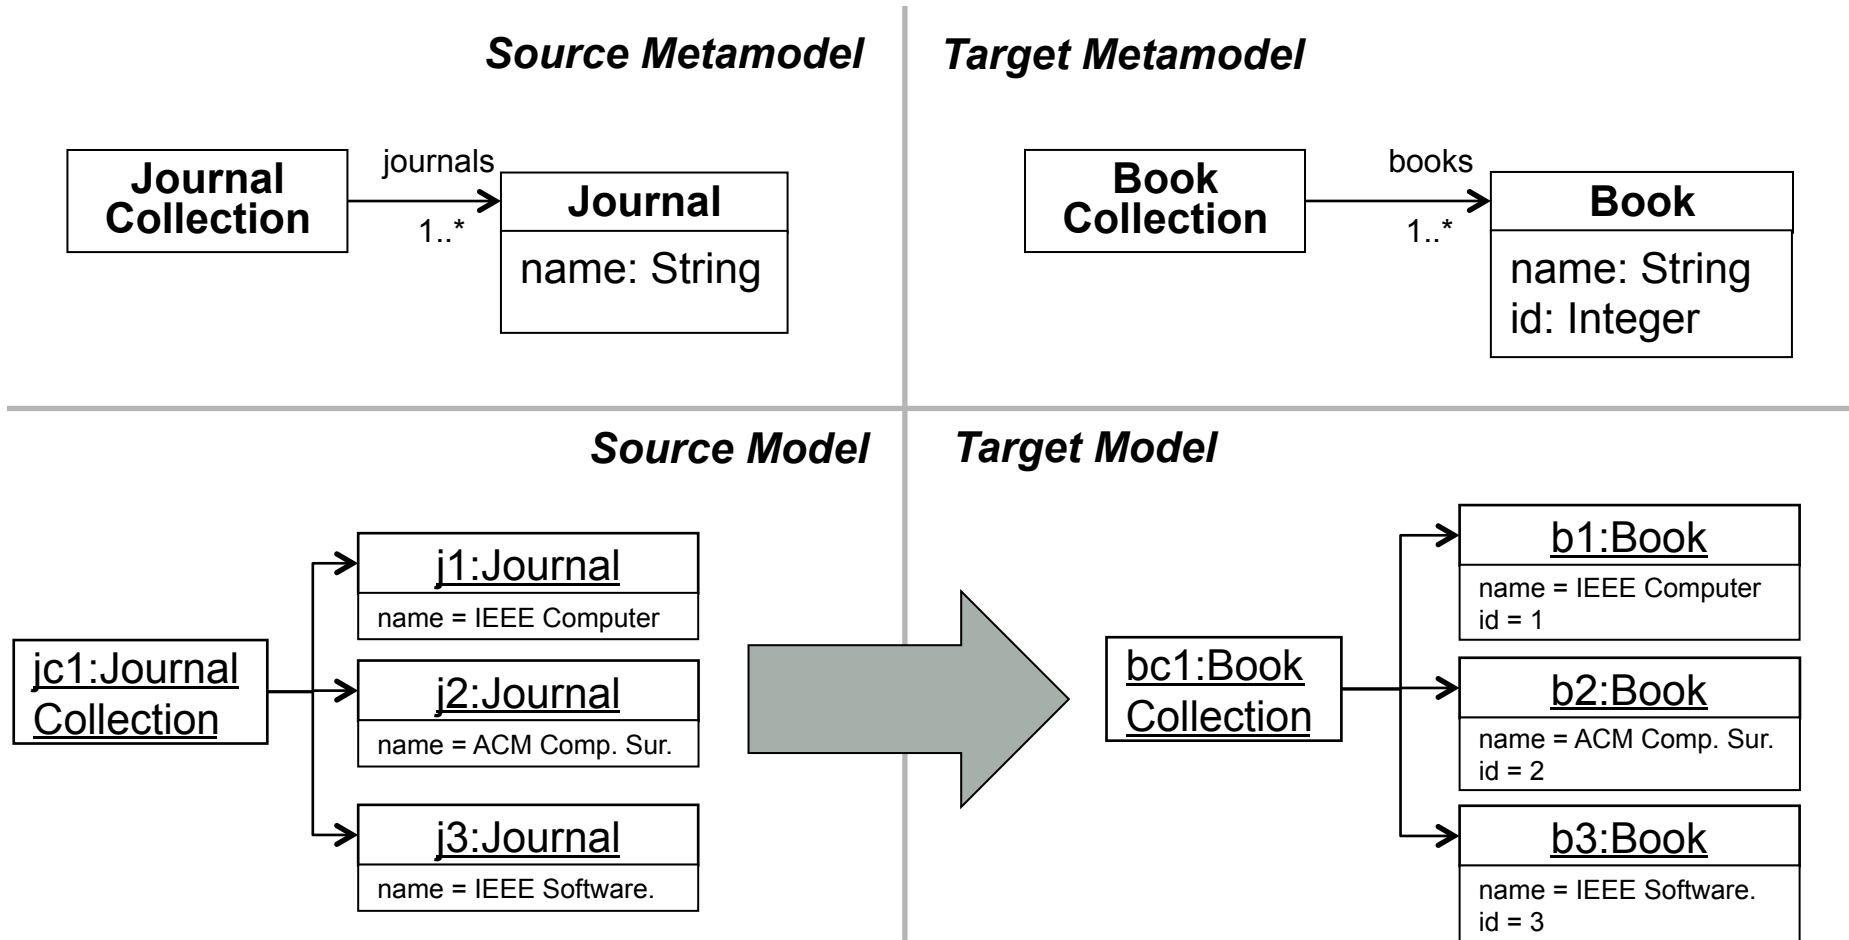 Source Metamodel
Target Metamodel
Journal
Collection
journals
1..*
Journal
name: String
Book
Collection
books
1..*
Book
name: String
id: Integer
Source Model
Target Model
jc1:Journal
Collection
j1:Journal
name = IEEE Computer
j2:Journal
name = ACM Comp. Sur.
j3:Journal
name = IEEE Software.
bc1:Book
Collection
b1:Book
name = IEEE Computer
id = 1
b2:Book
name = ACM Comp. Sur.
id = 2
b3:Book
name = IEEE Software.
id = 3